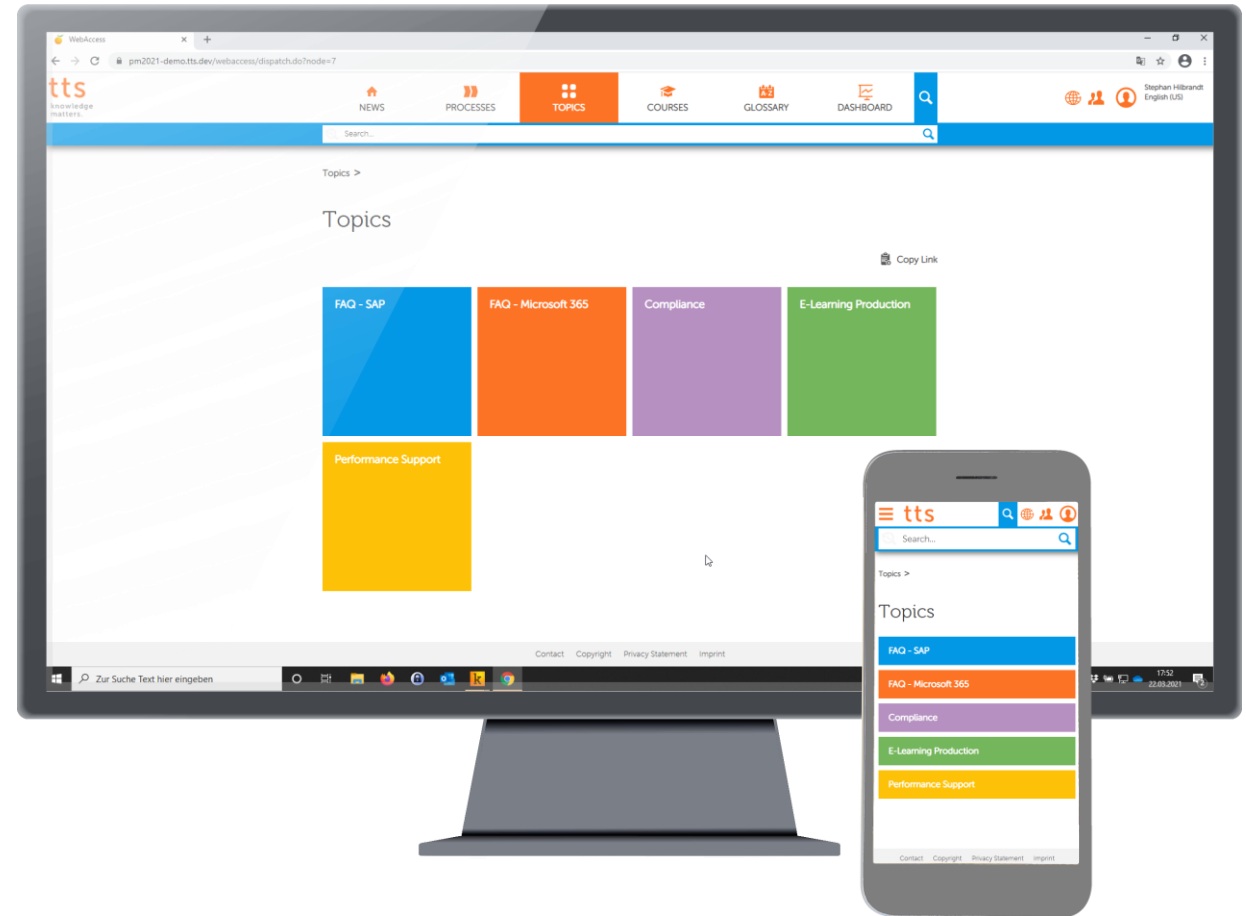 WebAccess
pm2021-demo.tts.dev/webaccess/dispatch.do?node=7
tts
knowledge
matters.
NEWS
PROCESSES
TOPICS
COURSES
GLOSSARY
DASHBOARD
Stephan Hilbrandt
English (US)
Search...
Topics >
Topics
Copy Link
FAQ - SAP
FAQ - Microsoft 365
Compliance
E-Learning Production
Performance Support
Contact Copyright Privacy Statement Imprint
Zur Suche Text hier eingeben
k
17:52
22.03.2021
2
tts
Search...
Topics >
Topics
FAQ - SAP
FAQ - Microsoft 365
Compliance
E-Learning Production
Performance Support
Contact Copyright Privacy Statement Imprint